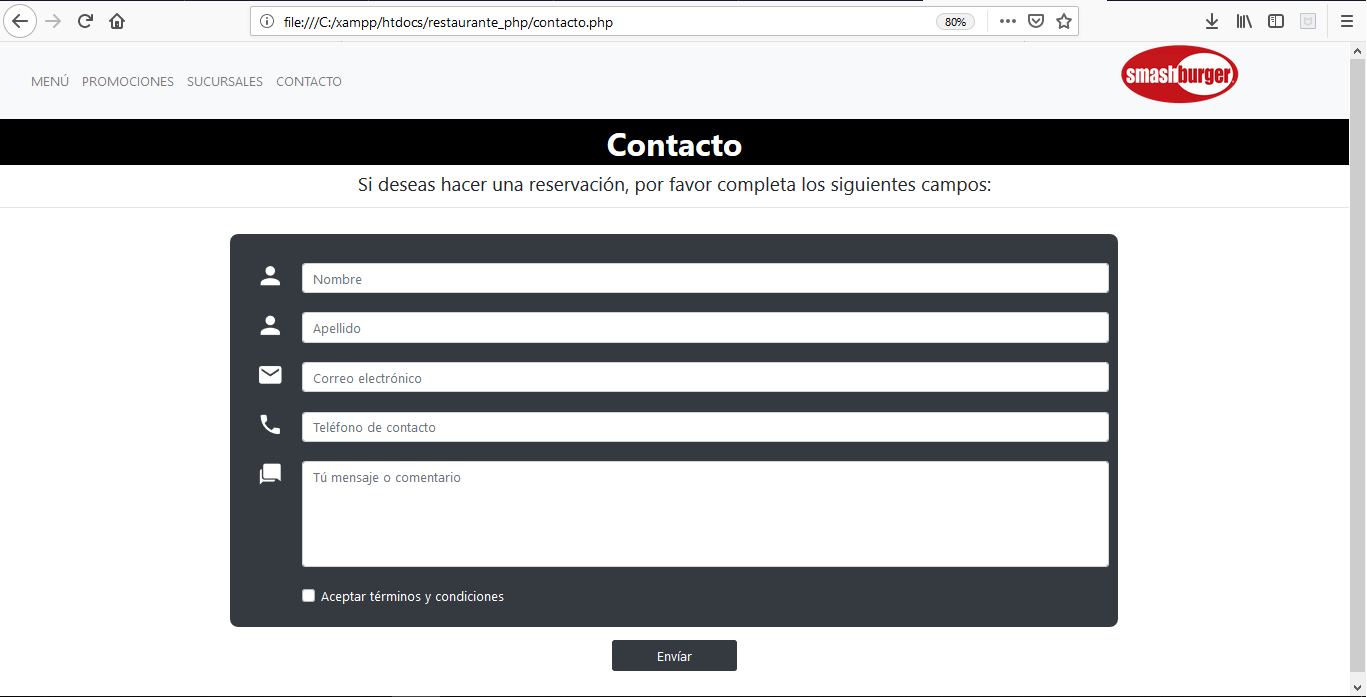 file:///C:/xampp/htdocs/restaurante_php/contacto.php 80%
MENÚ PROMOCIONES SUCURSALES CONTACTO
smashburger
Contacto
Si deseas hacer una reservación, por favor completa los siguientes campos:
Nombre
Apellido
Correo electrónico
Teléfono de contacto
Tú mensaje o comentario
Aceptar términos y condiciones
Envíar